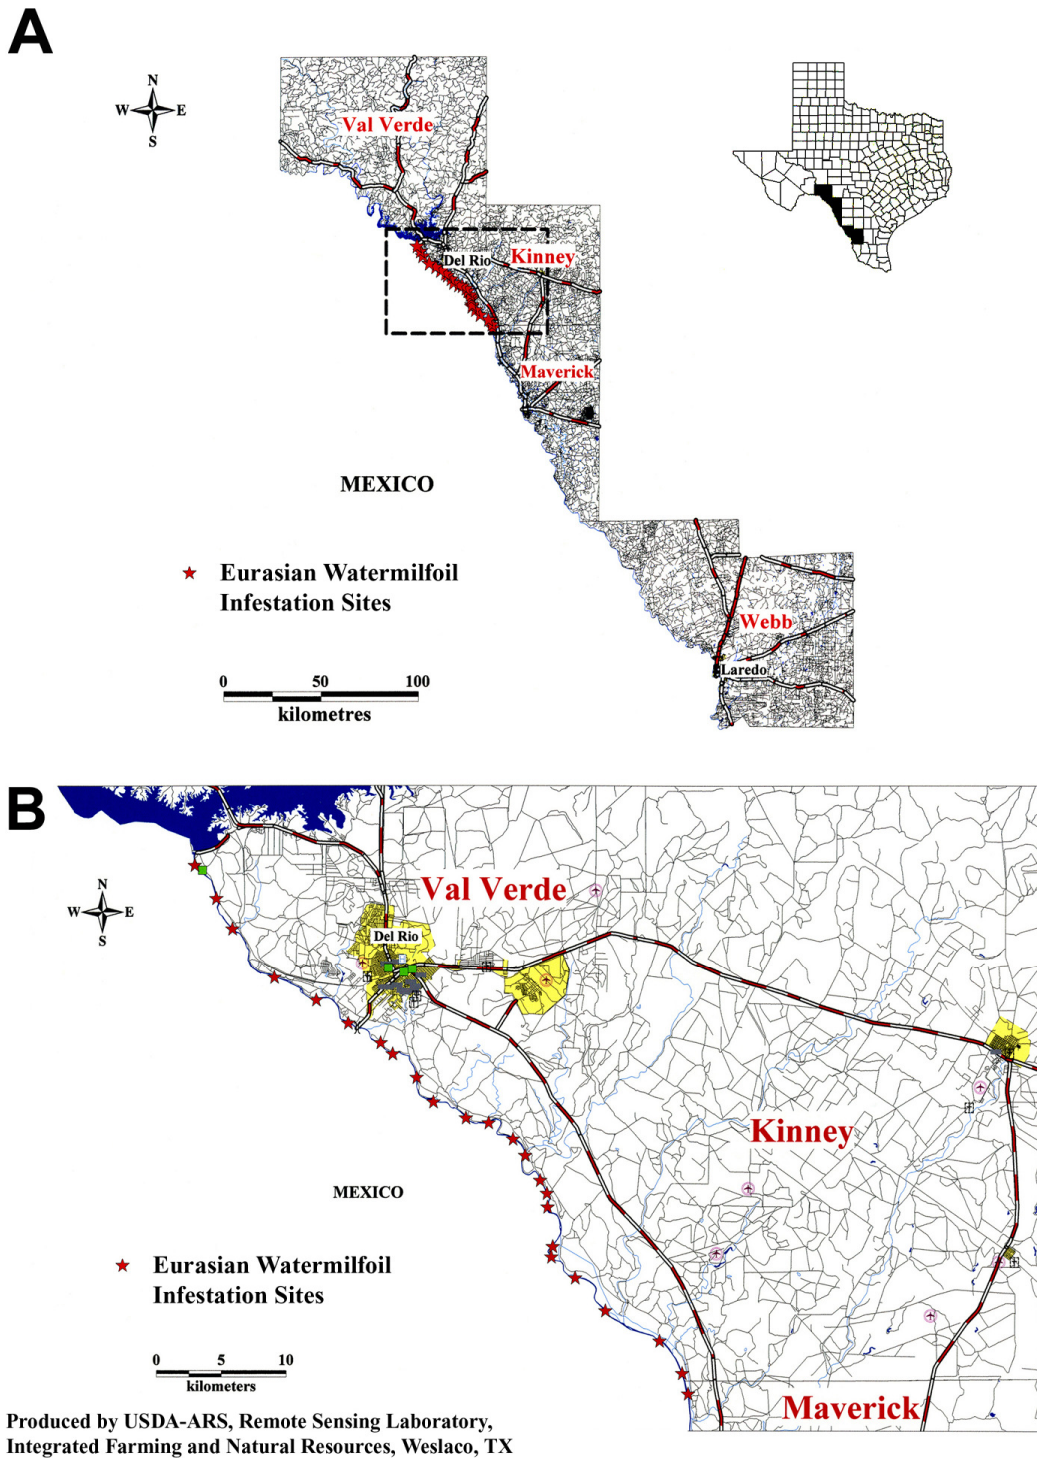 A
N
W E
S
Val Verde
Del Rio
Kinney
Maverick
MEXICO
Eurasian Watermilfoil
Infestation Sites
Webb
Laredo
0 50 100
kilometres
B
N
W E
S
Val Verde
Del Rio
Kinney
MEXICO
Eurasian Watermilfoil
Infestation Sites
0 5 10
kilometers
Maverick
Produced by USDA-ARS, Remote Sensing Laboratory,
Integrated Farming and Natural Resources, Weslaco, TX